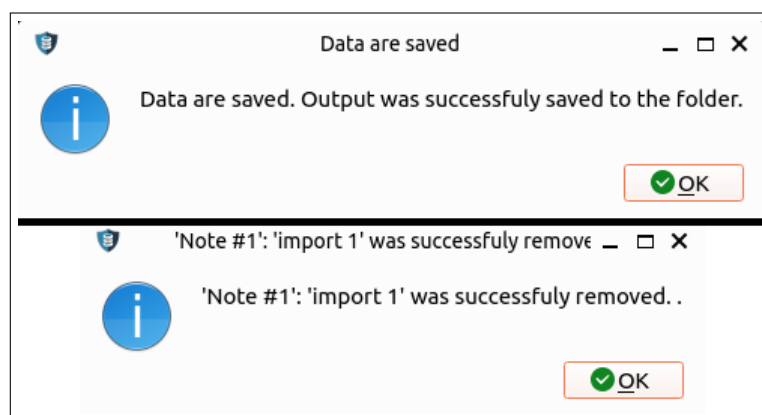 Data are saved
Data are saved. Output was successfuly saved to the folder.
OK
'Note #1': 'import 1' was successfuly remove
'Note #1': 'import 1' was successfuly removed. .
OK